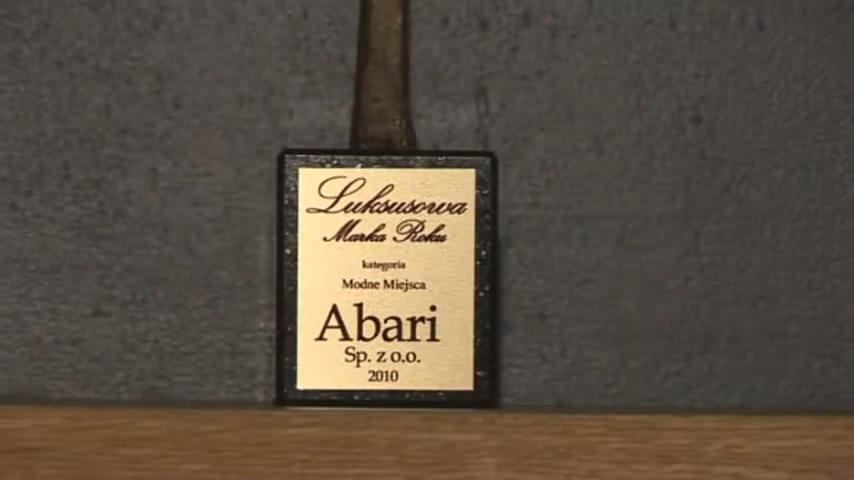 Luksusowa
Marka Roku
kategoria
Modne Miejsca
Abari
Sp. z o.o.
2010